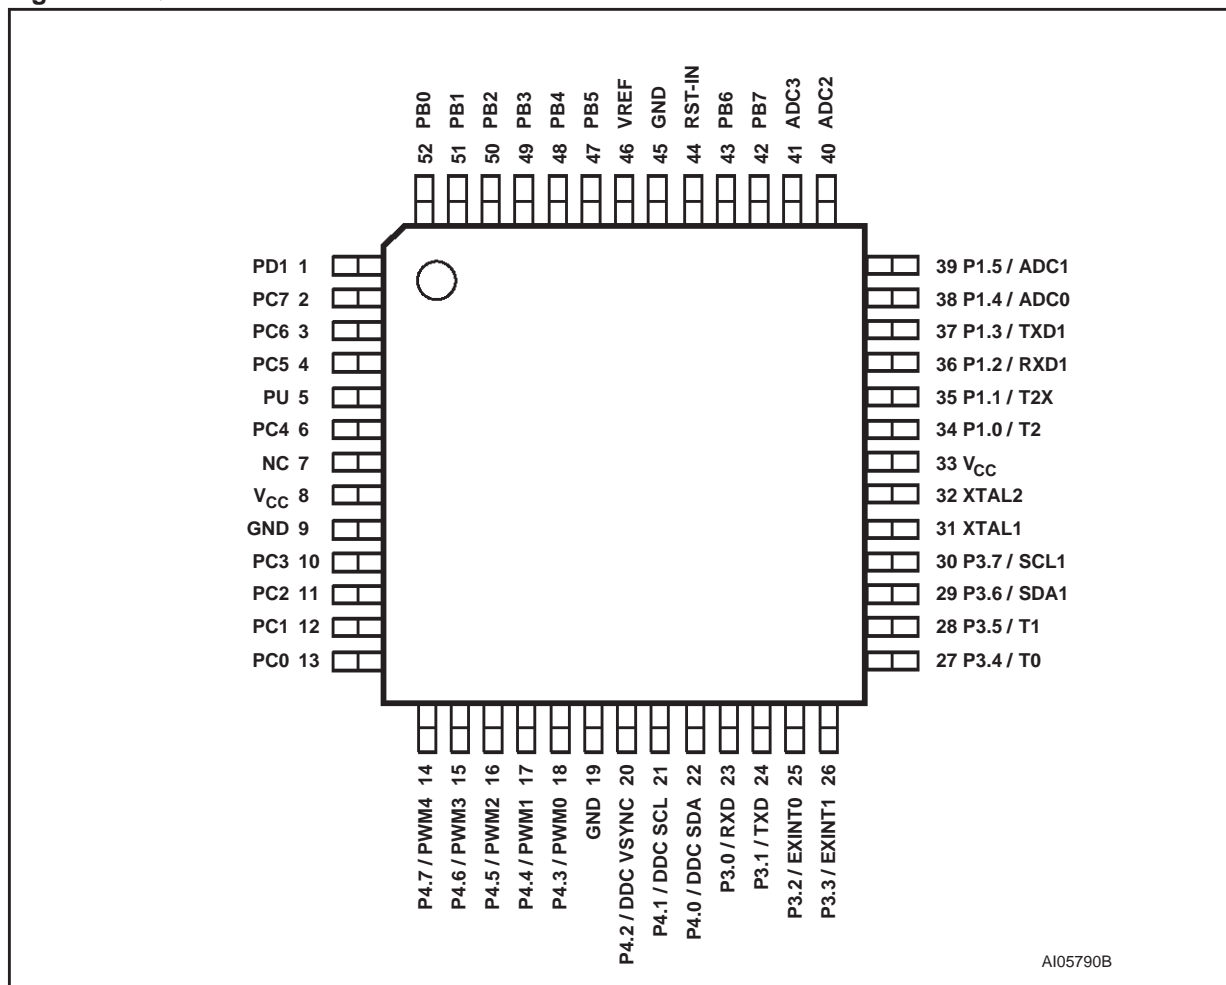 52 PB0
51 PB1
50 PB2
49 PB3
48 PB4
47 PB5
46 VREF
45 GND
44 RST-IN
43 PB6
42 PB7
41 ADC3
40 ADC2
PD1 1
PC7 2
PC6 3
PC5 4
PU 5
PC4 6
NC 7
VCC 8
GND 9
PC3 10
PC2 11
PC1 12
PC0 13
39 P1.5 / ADC1
38 P1.4 / ADC0
37 P1.3 / TXD1
36 P1.2 / RXD1
35 P1.1 / T2X
34 P1.0 / T2
33 VCC
32 XTAL2
31 XTAL1
30 P3.7 / SCL1
29 P3.6 / SDA1
28 P3.5 / T1
27 P3.4 / T0
P4.7 / PWM4 14
P4.6 / PWM3 15
P4.5 / PWM2 16
P4.4 / PWM1 17
P4.3 / PWM0 18
GND 19
P4.2 / DDC VSYNC 20
P4.1 / DDC SCL 21
P4.0 / DDC SDA 22
P3.0 / RXD 23
P3.1 / TXD 24
P3.2 / EXINT0 25
P3.3 / EXINT1 26
AI05790B